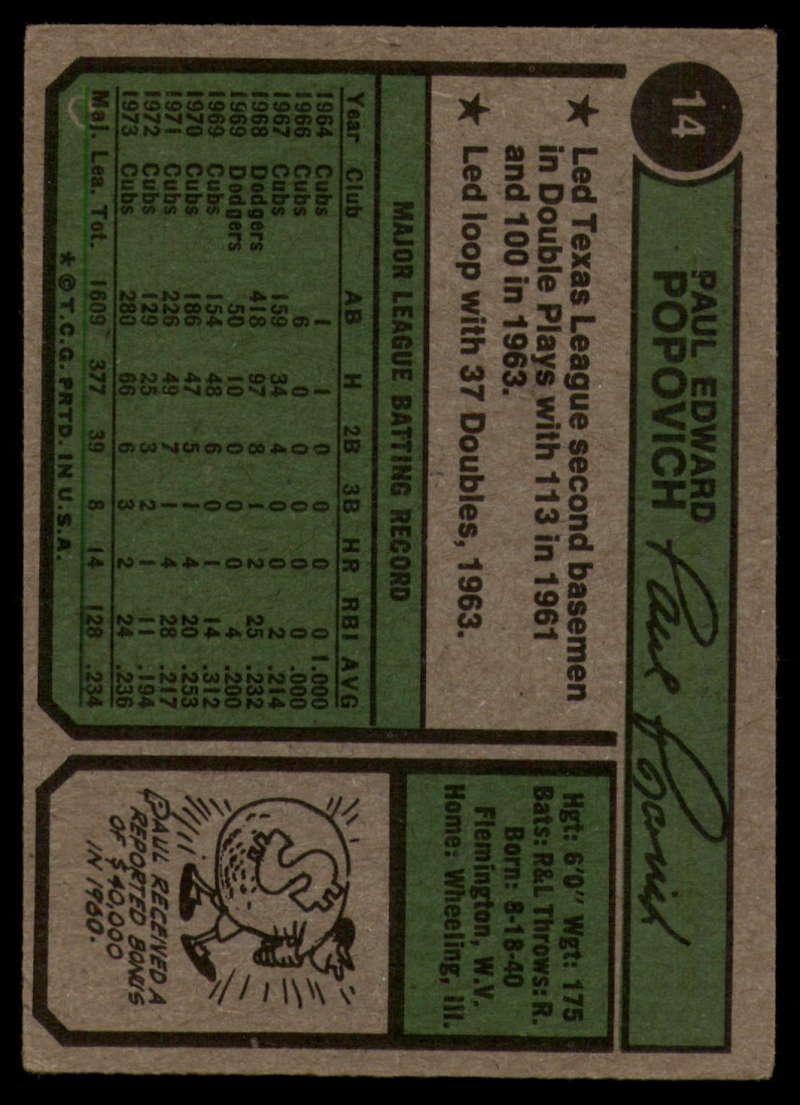 14
PAUL EDWARD
POPOVICH
Paul Popovich
★ Led Texas League second basemen
in Double Plays with 113 in 1961
and 100 in 1963.
★ Led loop with 37 Doubles, 1963.
MAJOR LEAGUE BATTING RECORD
Year Club AB H 2B 3B HR RBI AVG
1964 Cubs 1 1 0 0 0 0 1.000
1966 Cubs 6 0 0 0 0 0 .000
1967 Cubs 159 34 4 0 0 2 .214
1968 Dodgers 418 97 8 1 2 25 .232
1969 Dodgers 50 10 0 0 0 4 .200
1969 Cubs 154 48 6 0 1 14 .312
1970 Cubs 186 47 5 1 4 20 .253
1971 Cubs 226 49 7 1 4 28 .217
1972 Cubs 129 25 3 2 1 11 .194
1973 Cubs 280 66 6 3 2 24 .236
Maj. Lea. Tot. 1609 377 39 8 14 128 .234
* © T.C.G. PRTD. IN U.S.A.
Hgt: 6'0" Wgt: 175
Bats: R&L Throws: R.
Born: 8-18-40
Flemington, W.V.
Home: Wheeling, Ill.
$
PAUL RECEIVED A
REPORTED BONUS
OF $40,000
IN 1960.